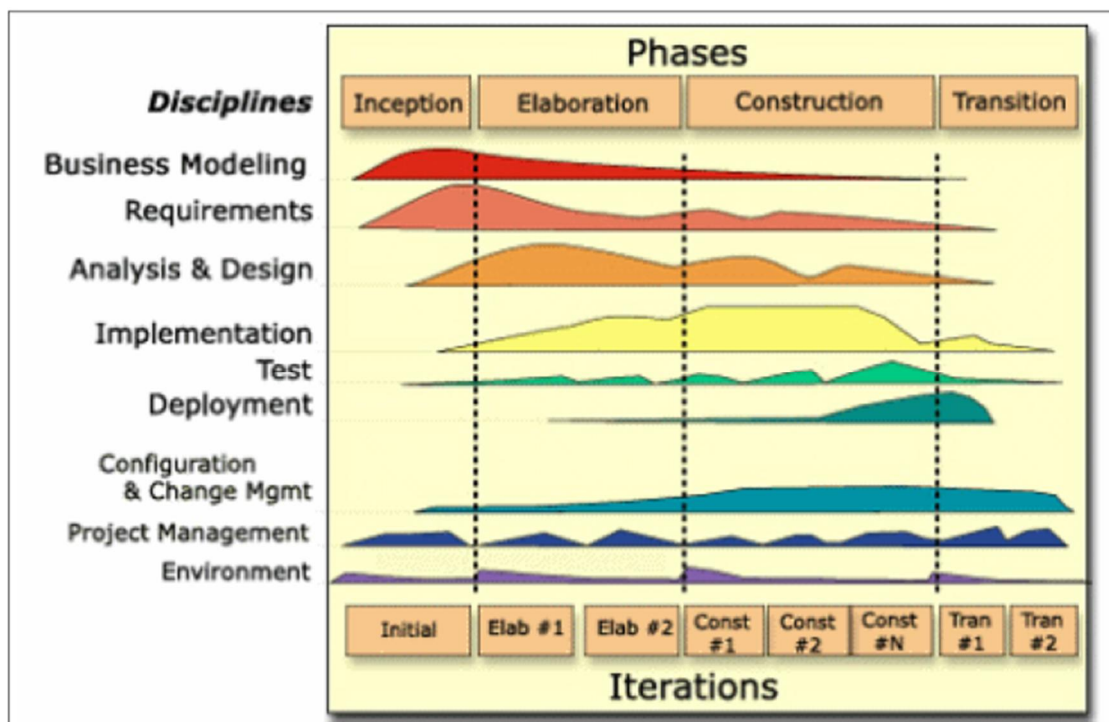 Phases
Disciplines
Inception
Elaboration
Construction
Transition
Business Modeling
Requirements
Analysis & Design
Implementation
Test
Deployment
Configuration
& Change Mgmt
Project Management
Environment
Initial
Elab #1
Elab #2
Const
#1
Const
#2
Const
#N
Tran
#1
Tran
#2
Iterations